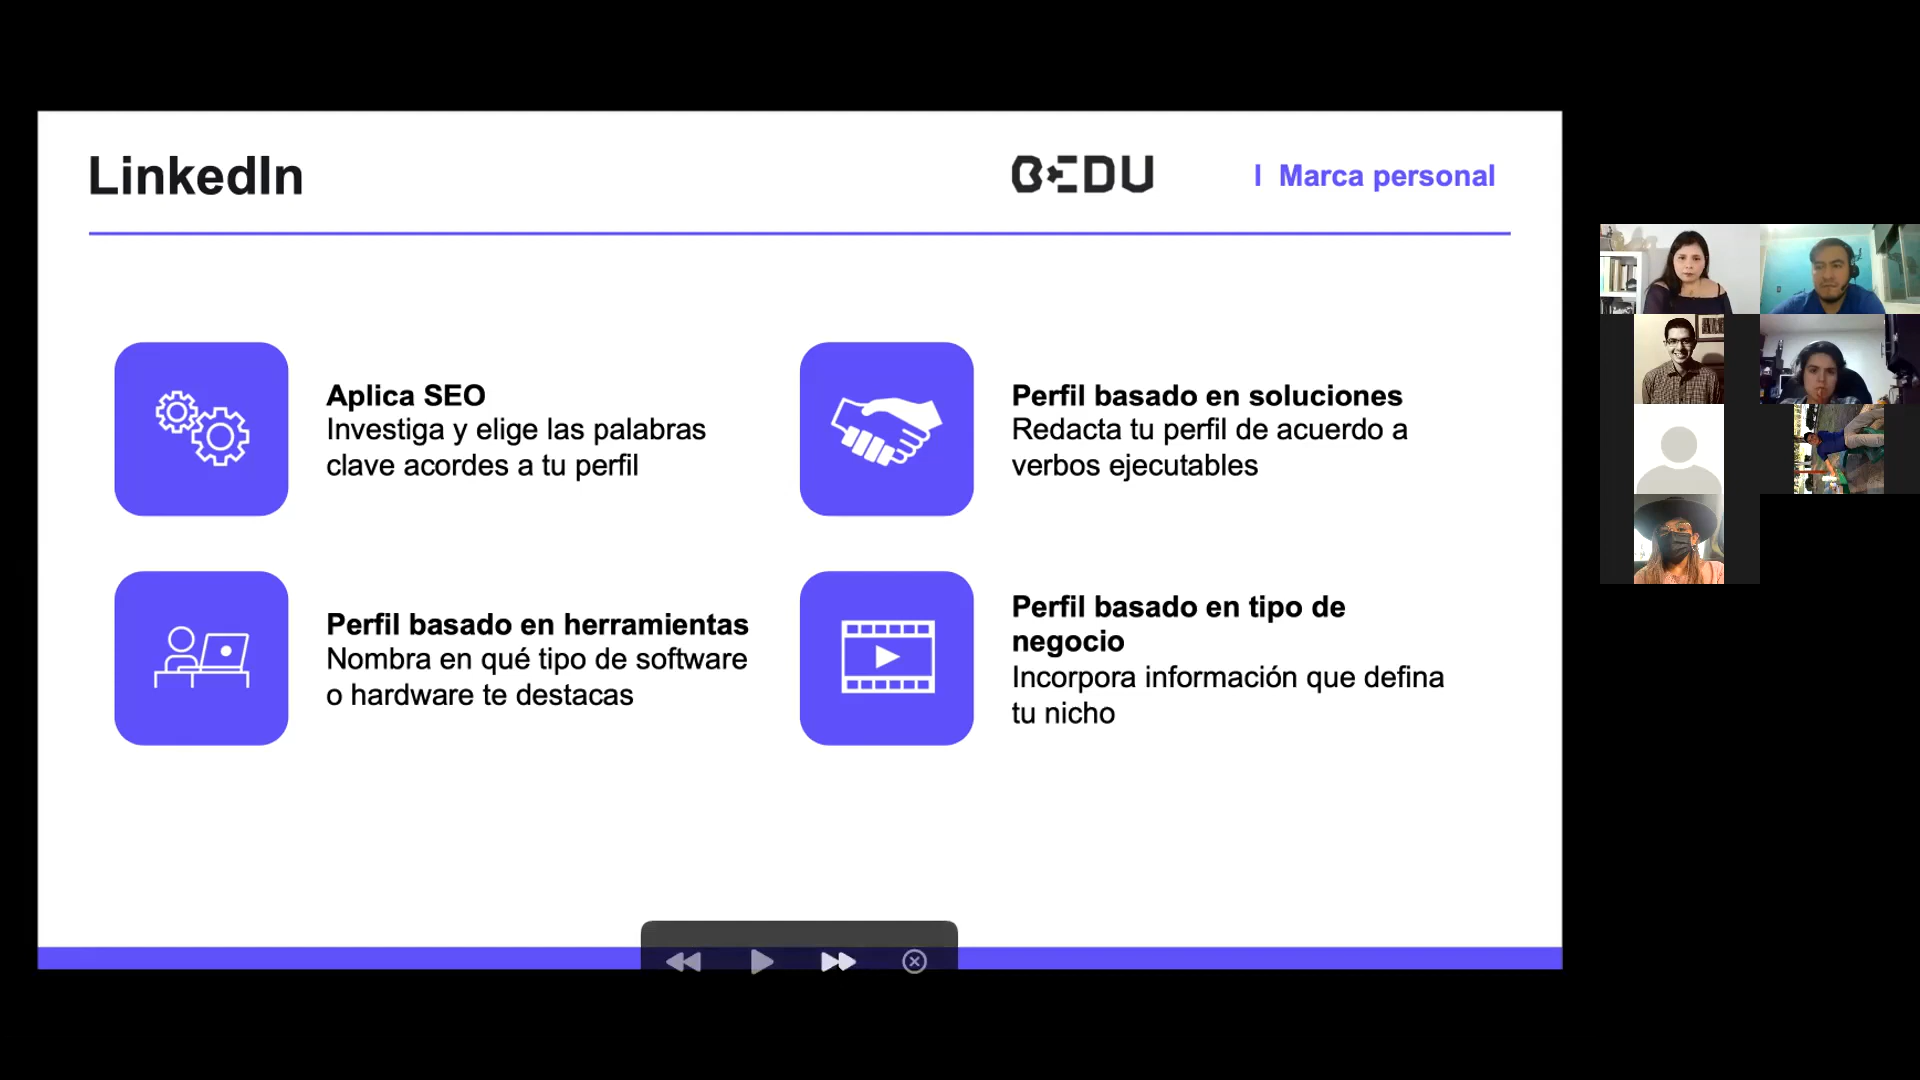 LinkedIn
BEDU
| Marca personal
Aplica SEO
Investiga y elige las palabras
clave acordes a tu perfil
Perfil basado en soluciones
Redacta tu perfil de acuerdo a
verbos ejecutables
Perfil basado en herramientas
Nombra en qué tipo de software
o hardware te destacas
Perfil basado en tipo de
negocio
Incorpora información que defina
tu nicho